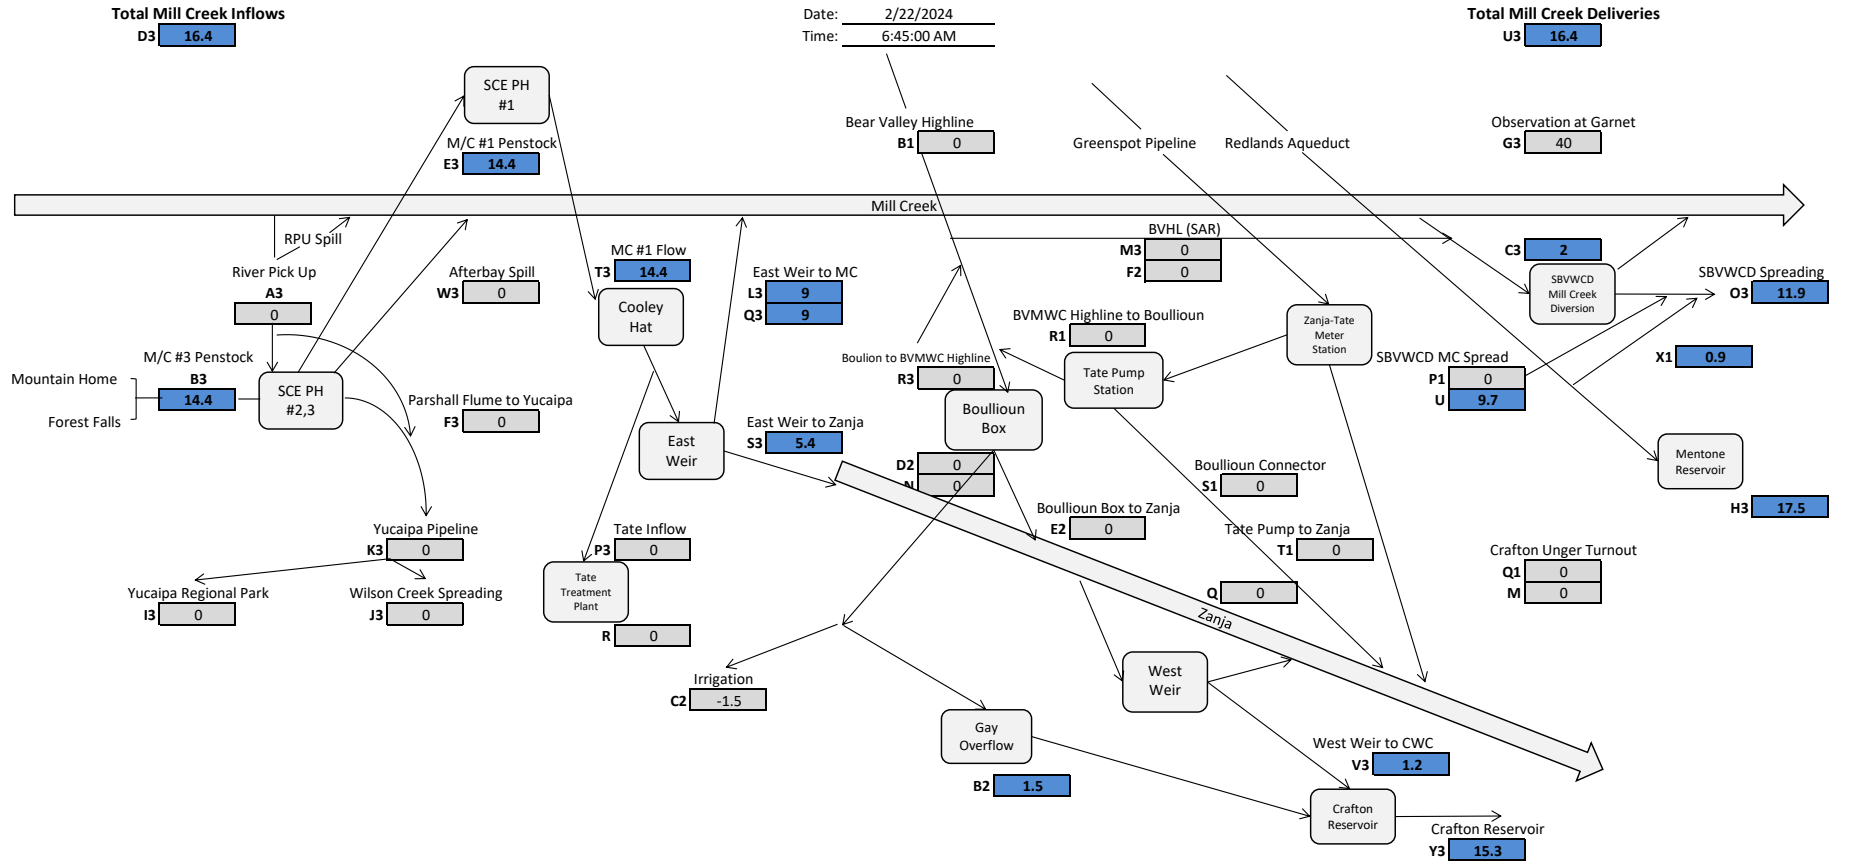 Total Mill Creek Inflows
D3 16.4
Date: 2/22/2024
Time: 6:45:00 AM
Total Mill Creek Deliveries
U3 16.4
SCE PH
#1
M/C #1 Penstock
E3 14.4
Bear Valley Highline
B1 0
Greenspot Pipeline
Redlands Aqueduct
Observation at Garnet
G3 40
Mill Creek
RPU Spill
River Pick Up
A3
0
Afterbay Spill
W3 0
MC #1 Flow
T3 14.4
Cooley
Hat
East Weir to MC
L3 9
Q3 9
BVHL (SAR)
M3 0
F2 0
C3 2
SBVWCD
Mill Creek
Diversion
SBVWCD Spreading
O3 11.9
BVMWC Highline to Boullioun
R1 0
Zanja-Tate
Meter
Station
M/C #3 Penstock
B3
14.4
Mountain Home
Forest Falls
SCE PH
#2,3
Parshall Flume to Yucaipa
F3 0
Boulion to BVMWC Highline
R3 0
Tate Pump
Station
SBVWCD MC Spread
P1 0
U 9.7
X1 0.9
Boullioun
Box
East
Weir
East Weir to Zanja
S3 5.4
D2 0
N 0
Boullioun Connector
S1 0
Mentone
Reservoir
H3 17.5
Boullioun Box to Zanja
E2 0
Tate Pump to Zanja
T1 0
Yucaipa Pipeline
K3 0
Tate Inflow
P3 0
Crafton Unger Turnout
Q1 0
M 0
Yucaipa Regional Park
I3 0
Wilson Creek Spreading
J3 0
Tate
Treatment
Plant
R 0
Q 0
Zanja
Irrigation
C2 -1.5
West
Weir
Gay
Overflow
B2 1.5
West Weir to CWC
V3 1.2
Crafton
Reservoir
Crafton Reservoir
Y3 15.3